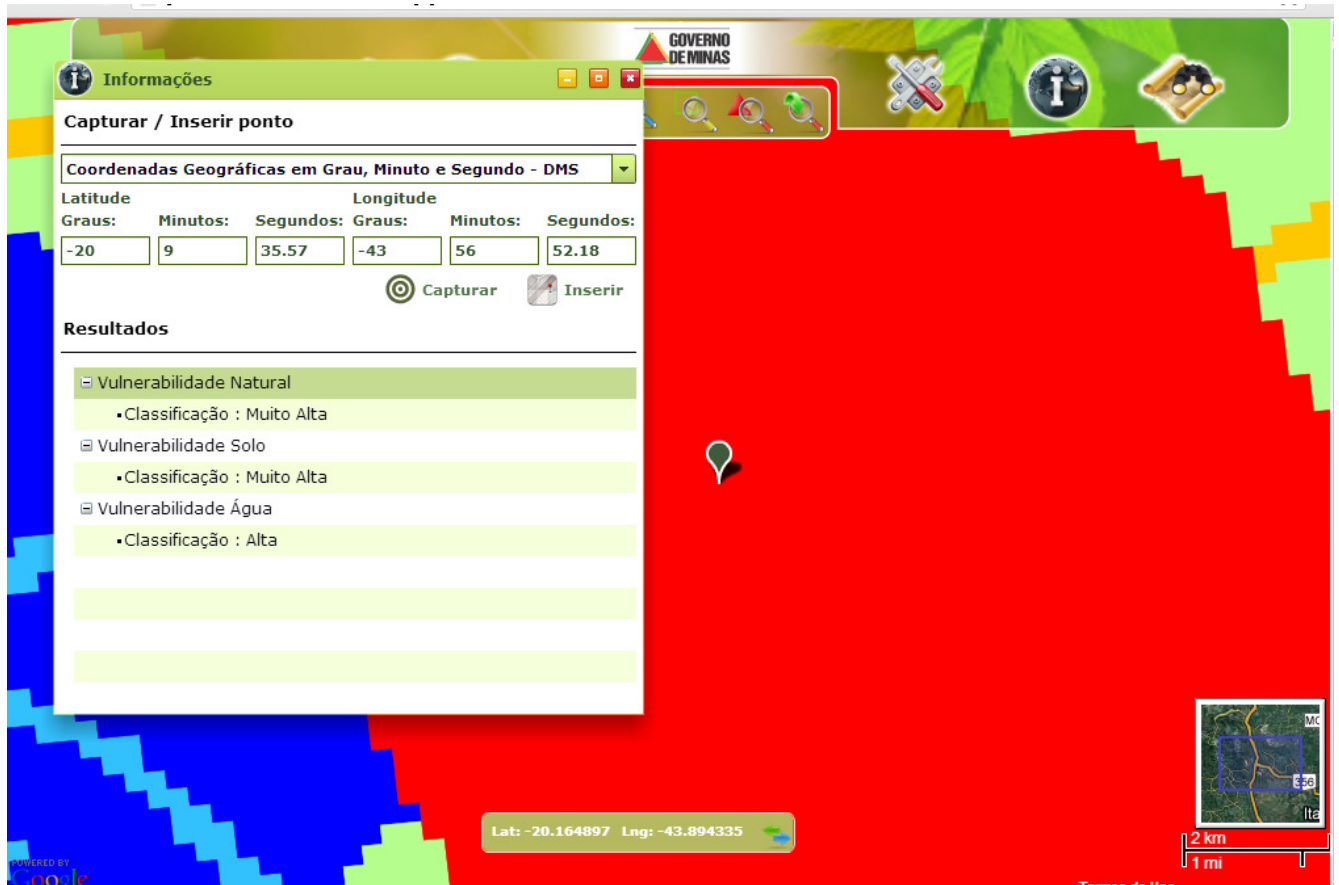 GOVERNO
DE MINAS
Informações
Capturar / Inserir ponto
Coordenadas Geográficas em Grau, Minuto e Segundo - DMS
Latitude Longitude
Graus: Minutos: Segundos: Graus: Minutos: Segundos:
-20 9 35.57 -43 56 52.18
Capturar Inserir
Resultados
Vulnerabilidade Natural
▪Classificação : Muito Alta
Vulnerabilidade Solo
▪Classificação : Muito Alta
Vulnerabilidade Água
▪Classificação : Alta
MO
356
Ita
Lat: -20.164897 Lng: -43.894335
2 km
1 mi
POWERED BY
Google